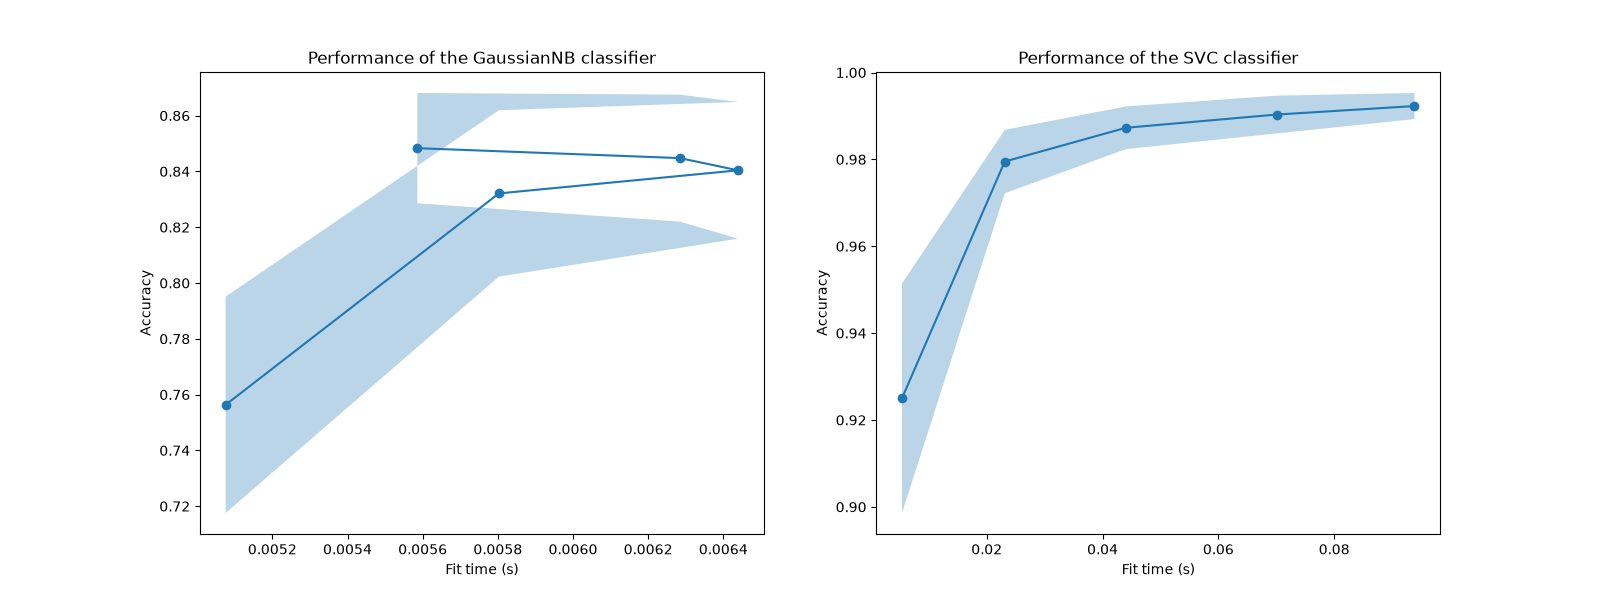 Performance of the GaussianNB classifier
Accuracy
0.86
0.84
0.82
0.80
0.78
0.76
0.74
0.72
0.0052 0.0054 0.0056 0.0058 0.0060 0.0062 0.0064
Fit time (s)
Performance of the SVC classifier
Accuracy
1.00
0.98
0.96
0.94
0.92
0.90
0.02 0.04 0.06 0.08
Fit time (s)